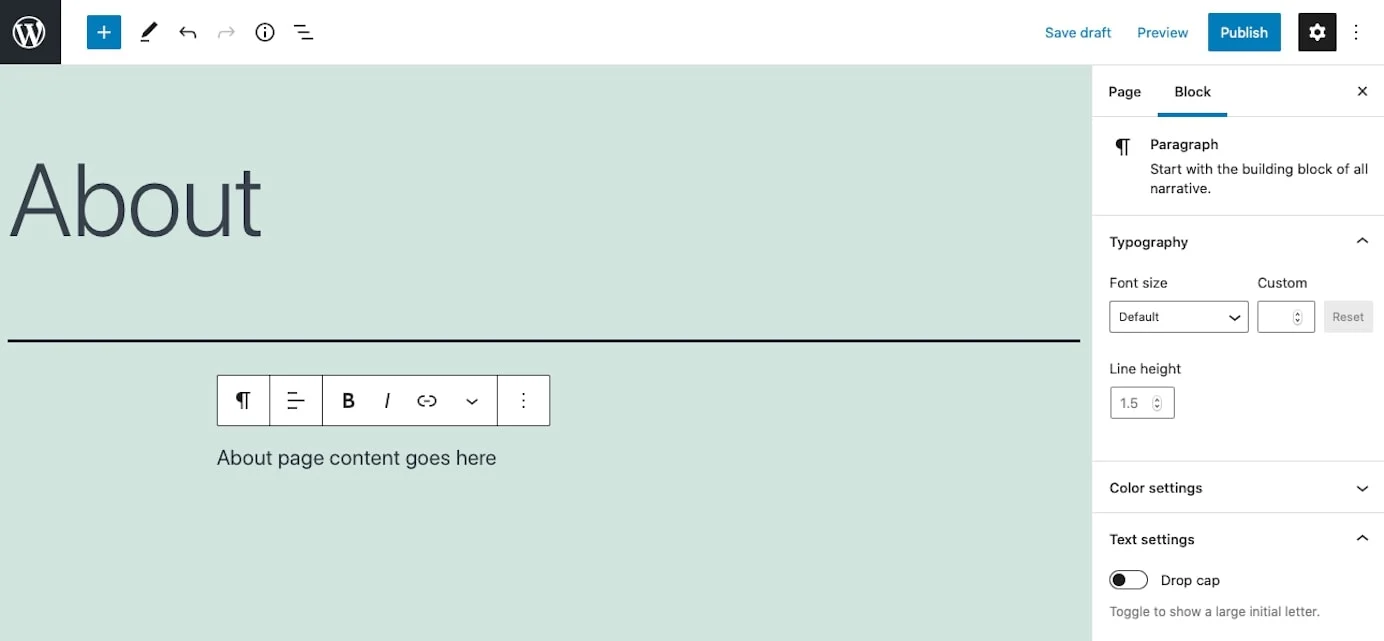 Save draft Preview Publish
Page Block
Paragraph
Start with the building block of all
narrative.
Typography
Font size Custom
Default Reset
Line height
1.5
Color settings
Text settings
Drop cap
Toggle to show a large initial letter.
About
B I
About page content goes here